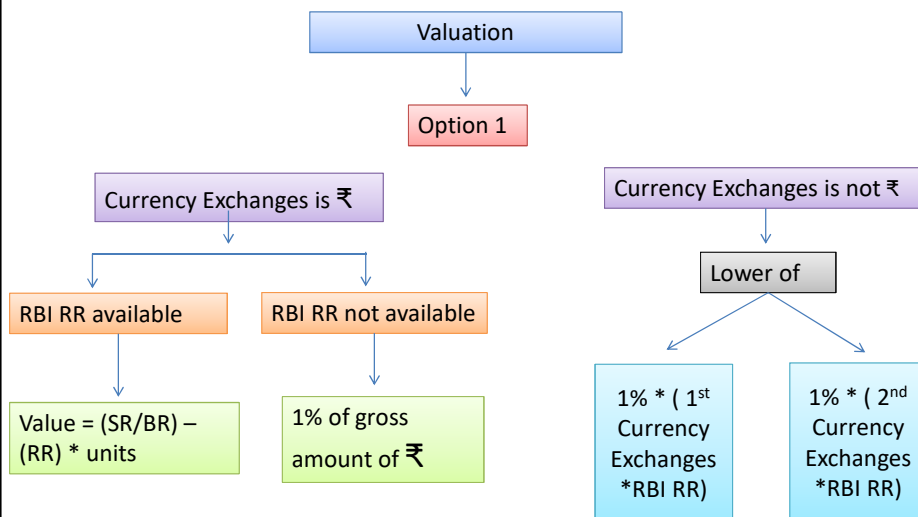 Valuation
Option 1
Currency Exchanges is ₹
Currency Exchanges is not ₹
Lower of
RBI RR available
RBI RR not available
Value = (SR/BR) –
(RR) * units
1% of gross
amount of ₹
1% * ( 1st
Currency
Exchanges
*RBI RR)
1% * ( 2nd
Currency
Exchanges
*RBI RR)